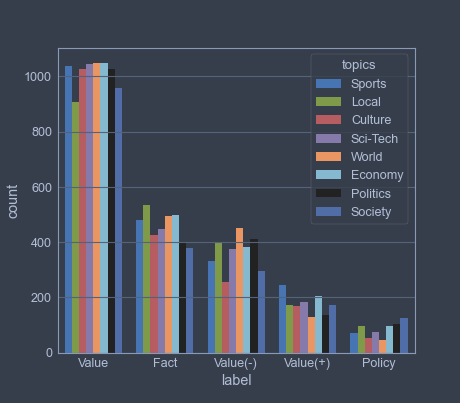 1000
800
600
400
200
0
count
topics
Sports
Local
Culture
Sci-Tech
World
Economy
Politics
Society
Value Fact Value(-) Value(+) Policy
label